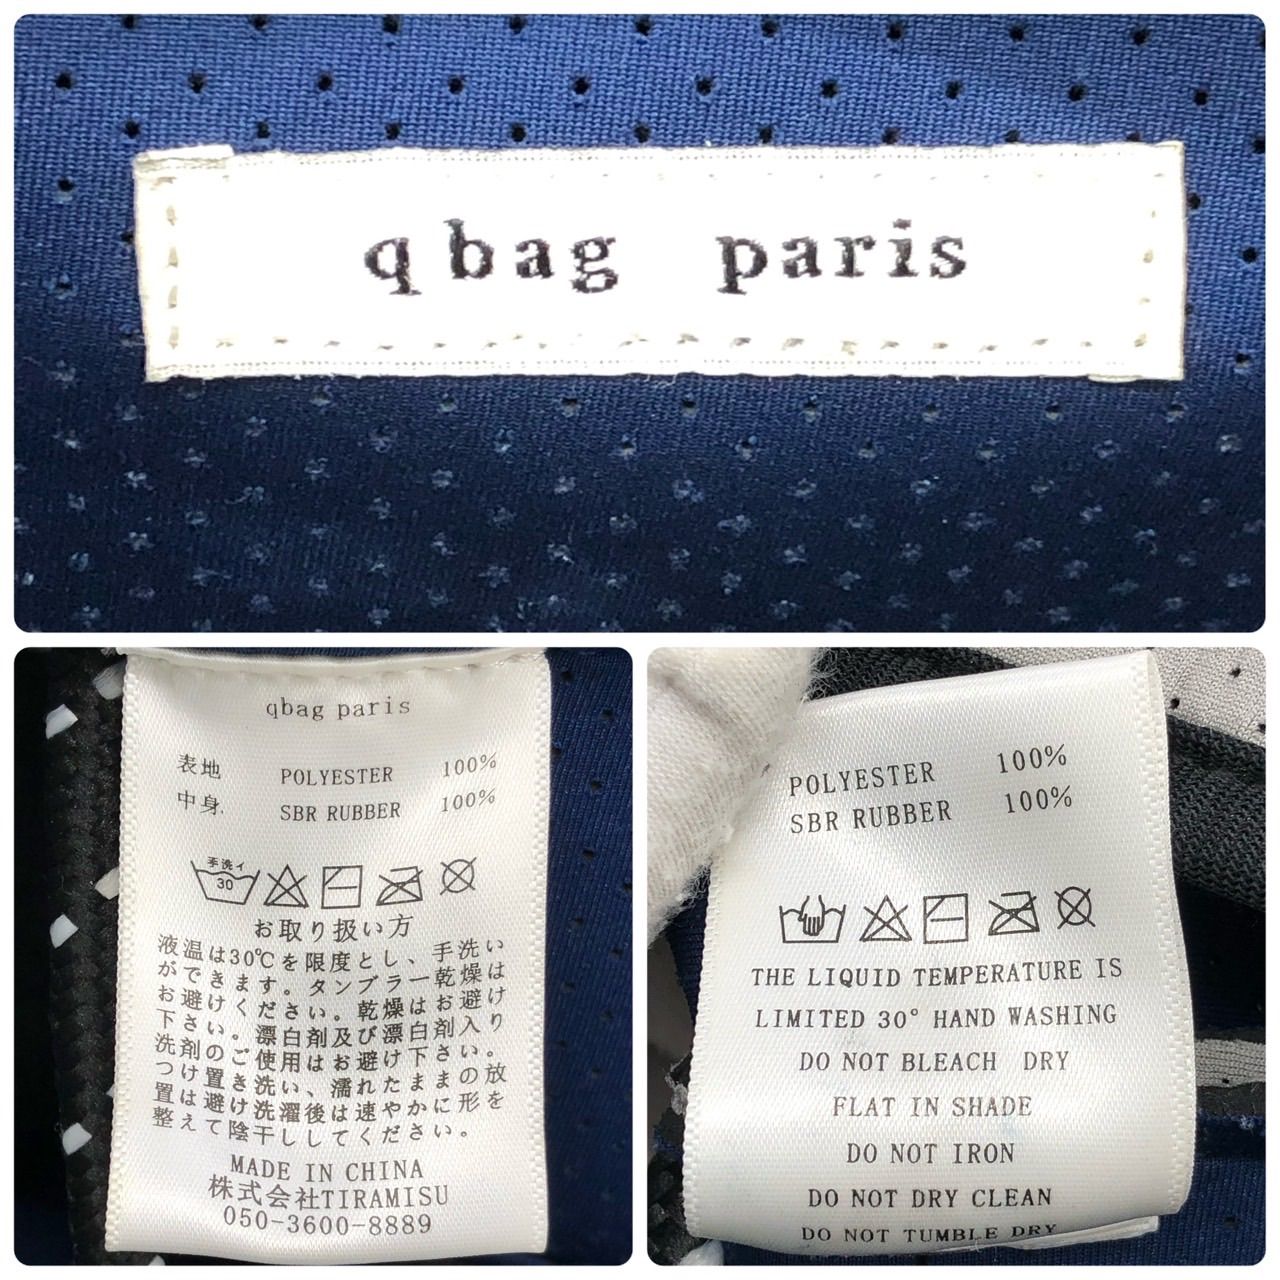 q bag paris
qbag paris
表地 POLYESTER 100%
中身 SBR RUBBER 100%
手洗イ
30
お取り扱い方
液温は30℃を限度とし、手洗い
ができます。タンブラー乾燥は
お避けください。乾燥はお避け
下さい。漂白剤及び漂白剤入り
洗剤のご使用はお避け下さい。
つけ置き洗い、濡れたままの放
置は避け洗濯後は速やかに形を
整えて陰干ししてください。
MADE IN CHINA
株式会社TIRAMISU
050-3600-8889
POLYESTER 100%
SBR RUBBER 100%
THE LIQUID TEMPERATURE IS
LIMITED 30° HAND WASHING
DO NOT BLEACH DRY
FLAT IN SHADE
DO NOT IRON
DO NOT DRY CLEAN
DO NOT TUMBLE DRY